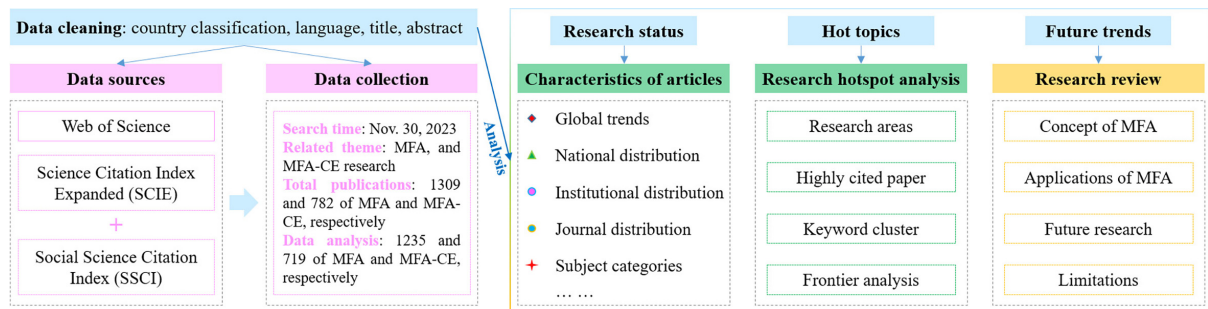 Data cleaning: country classification, language, title, abstract
Data sources
Web of Science
Science Citation Index
Expanded (SCIE)
+
Social Science Citation
Index (SSCI)
Data collection
Search time: Nov. 30, 2023
Related theme: MFA, and
MFA-CE research
Total publications: 1309
and 782 of MFA and MFA-
CE, respectively
Data analysis: 1235 and
719 of MFA and MFA-CE,
respectively
Analysis
Research status
Characteristics of articles
Global trends
National distribution
Institutional distribution
Journal distribution
Subject categories
... ...
Hot topics
Research hotspot analysis
Research areas
Highly cited paper
Keyword cluster
Frontier analysis
Future trends
Research review
Concept of MFA
Applications of MFA
Future research
Limitations